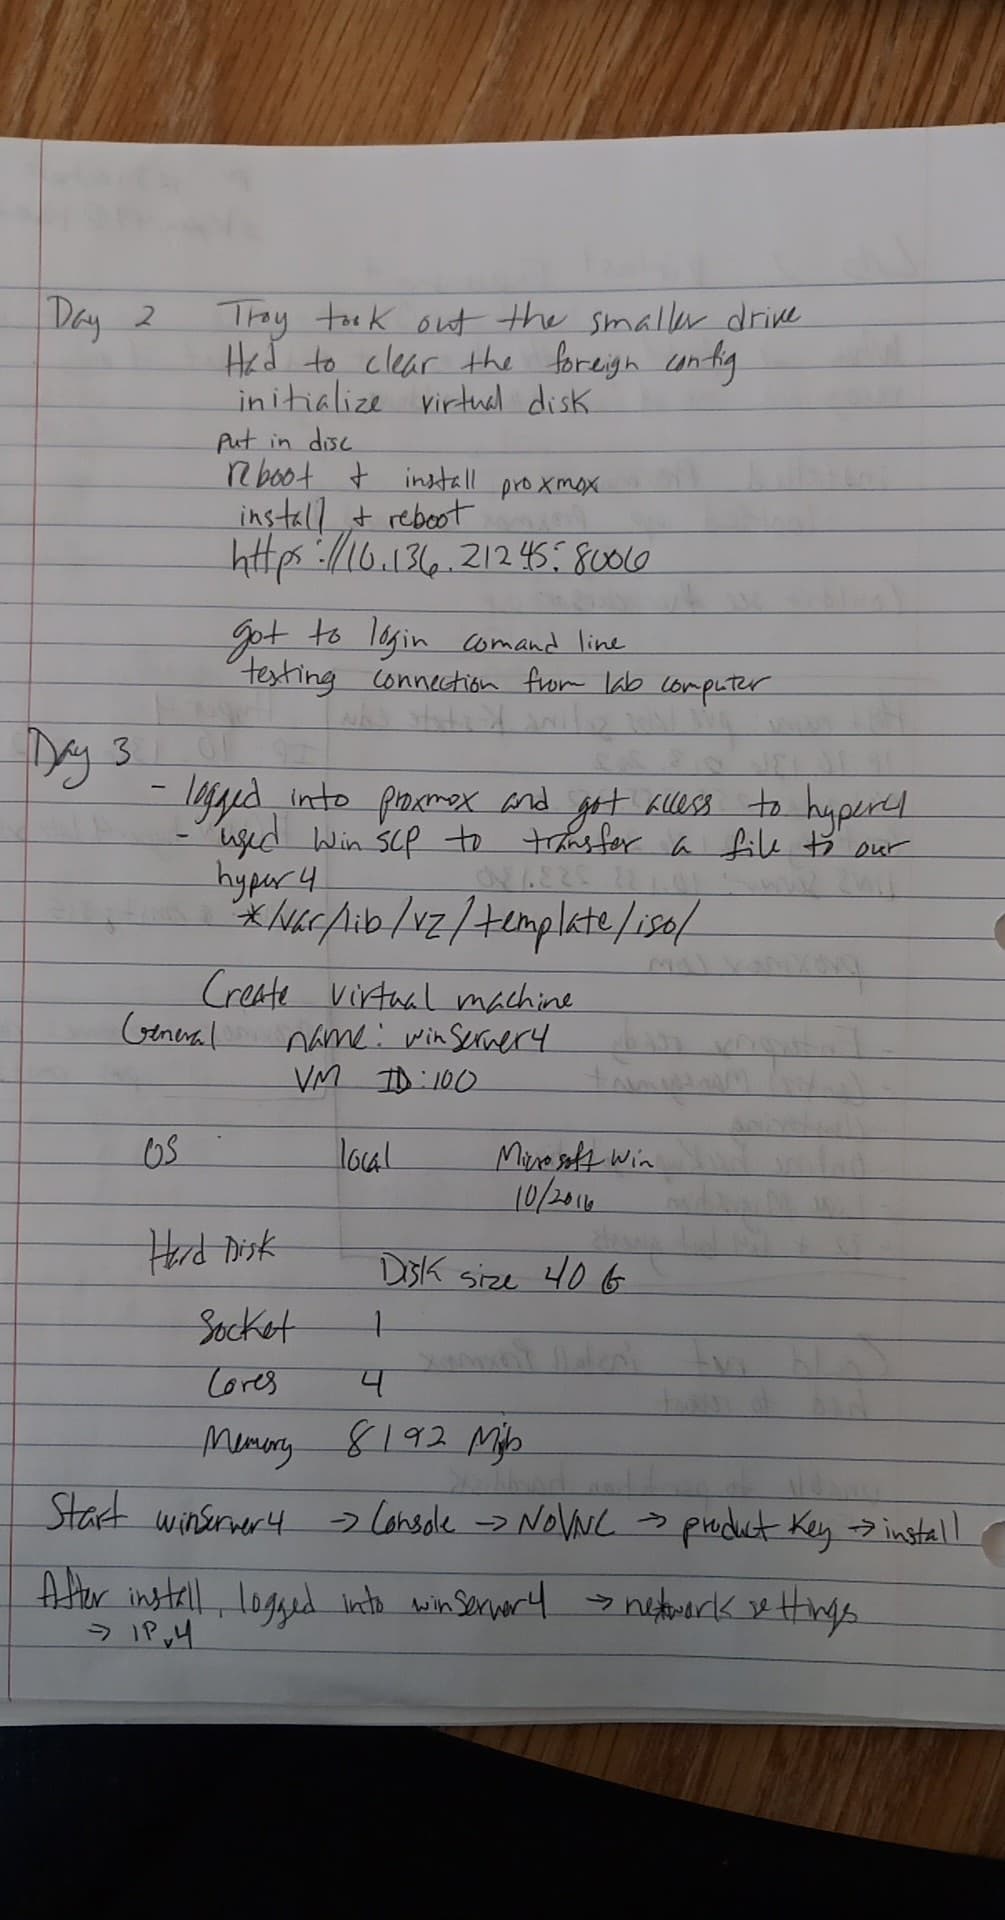 Day 2 Troy took out the smaller drive
Had to clear the foreign config
initialize virtual disk
put in disc
reboot + install proxmox
install + reboot
https://10.136.212.45:8006
got to login comand line
testing connection from lab computer
Day 3
- logged into proxmox and got access to hyper4
- used Win SCP to transfer a file to our
hyper4
*/var/lib/vz/template/iso/
Create virtual machine
General name: winServer4
VM ID:100
OS local Microsoft Win
10/2016
Hard Disk
Disk size 40 G
Socket 1
Cores 4
Memory 8192 Mb
Start winServer4 → Console → NoVNC → product Key → install
After install, logged into winServer4 → network settings
→ IPv4